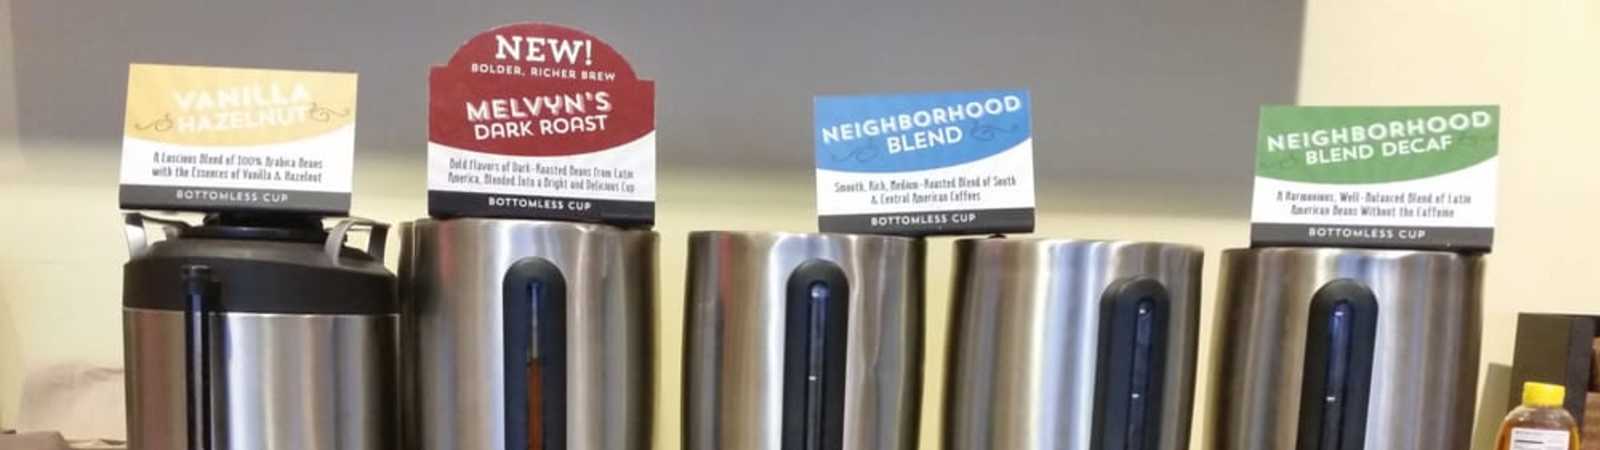 VANILLA
HAZELNUT
A Luscious Blend of 100% Arabica Beans
with the Essences of Vanilla & Hazelnut
BOTTOMLESS CUP
NEW!
BOLDER, RICHER BREW
MELVYN'S
DARK ROAST
Bold Flavors of Dark-Roasted Beans from Latin
America, Blended Into a Bright and Delicious Cup
BOTTOMLESS CUP
NEIGHBORHOOD
BLEND
Smooth, Rich, Medium-Roasted Blend of South
& Central American Coffees
BOTTOMLESS CUP
NEIGHBORHOOD
BLEND DECAF
A Harmonious, Well-Balanced Blend of Latin
American Beans Without the Caffeine
BOTTOMLESS CUP